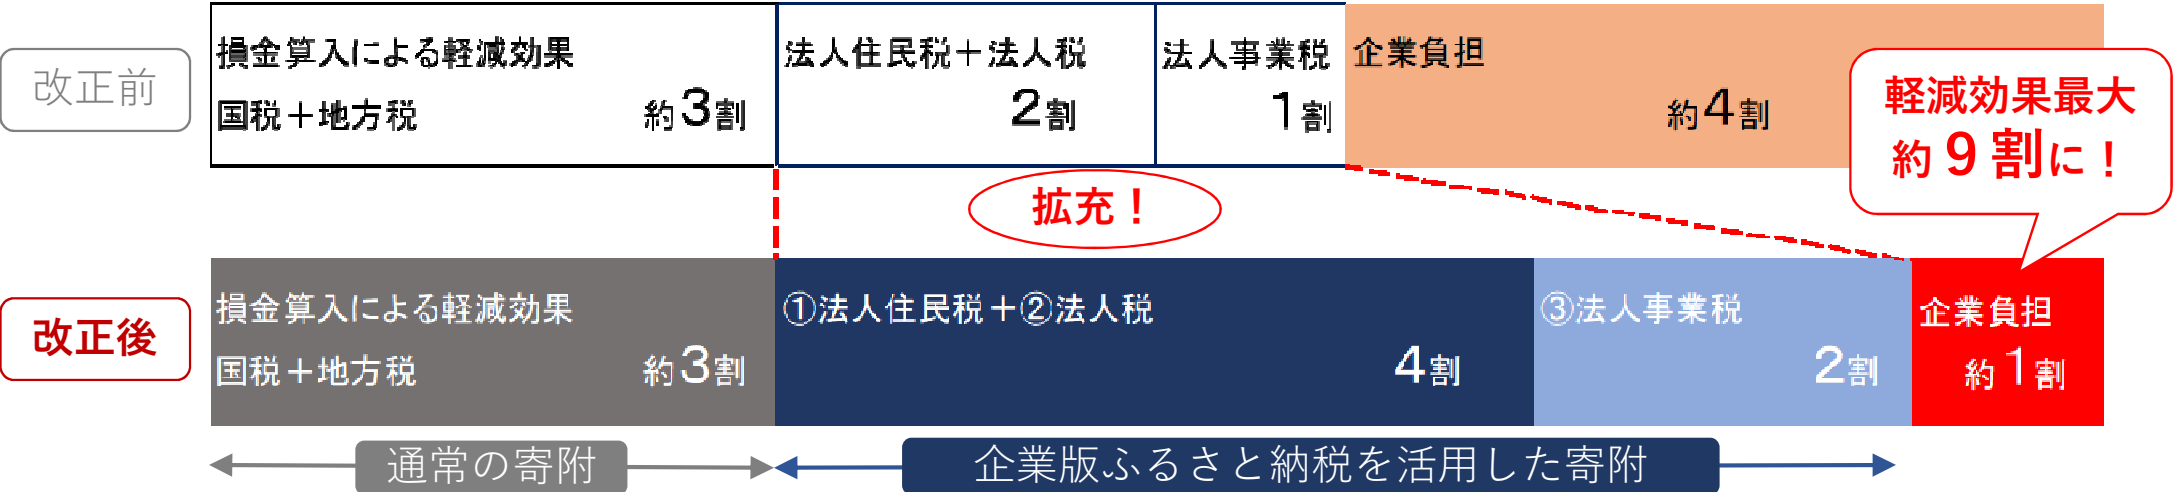 改正前
損金算入による軽減効果
国税＋地方税 約3割
法人住民税＋法人税
2割
法人事業税
1割
企業負担
約4割
軽減効果最大
約9割に！
拡充！
改正後
損金算入による軽減効果
国税＋地方税 約3割
①法人住民税＋②法人税
4割
③法人事業税
2割
企業負担
約1割
通常の寄附
企業版ふるさと納税を活用した寄附